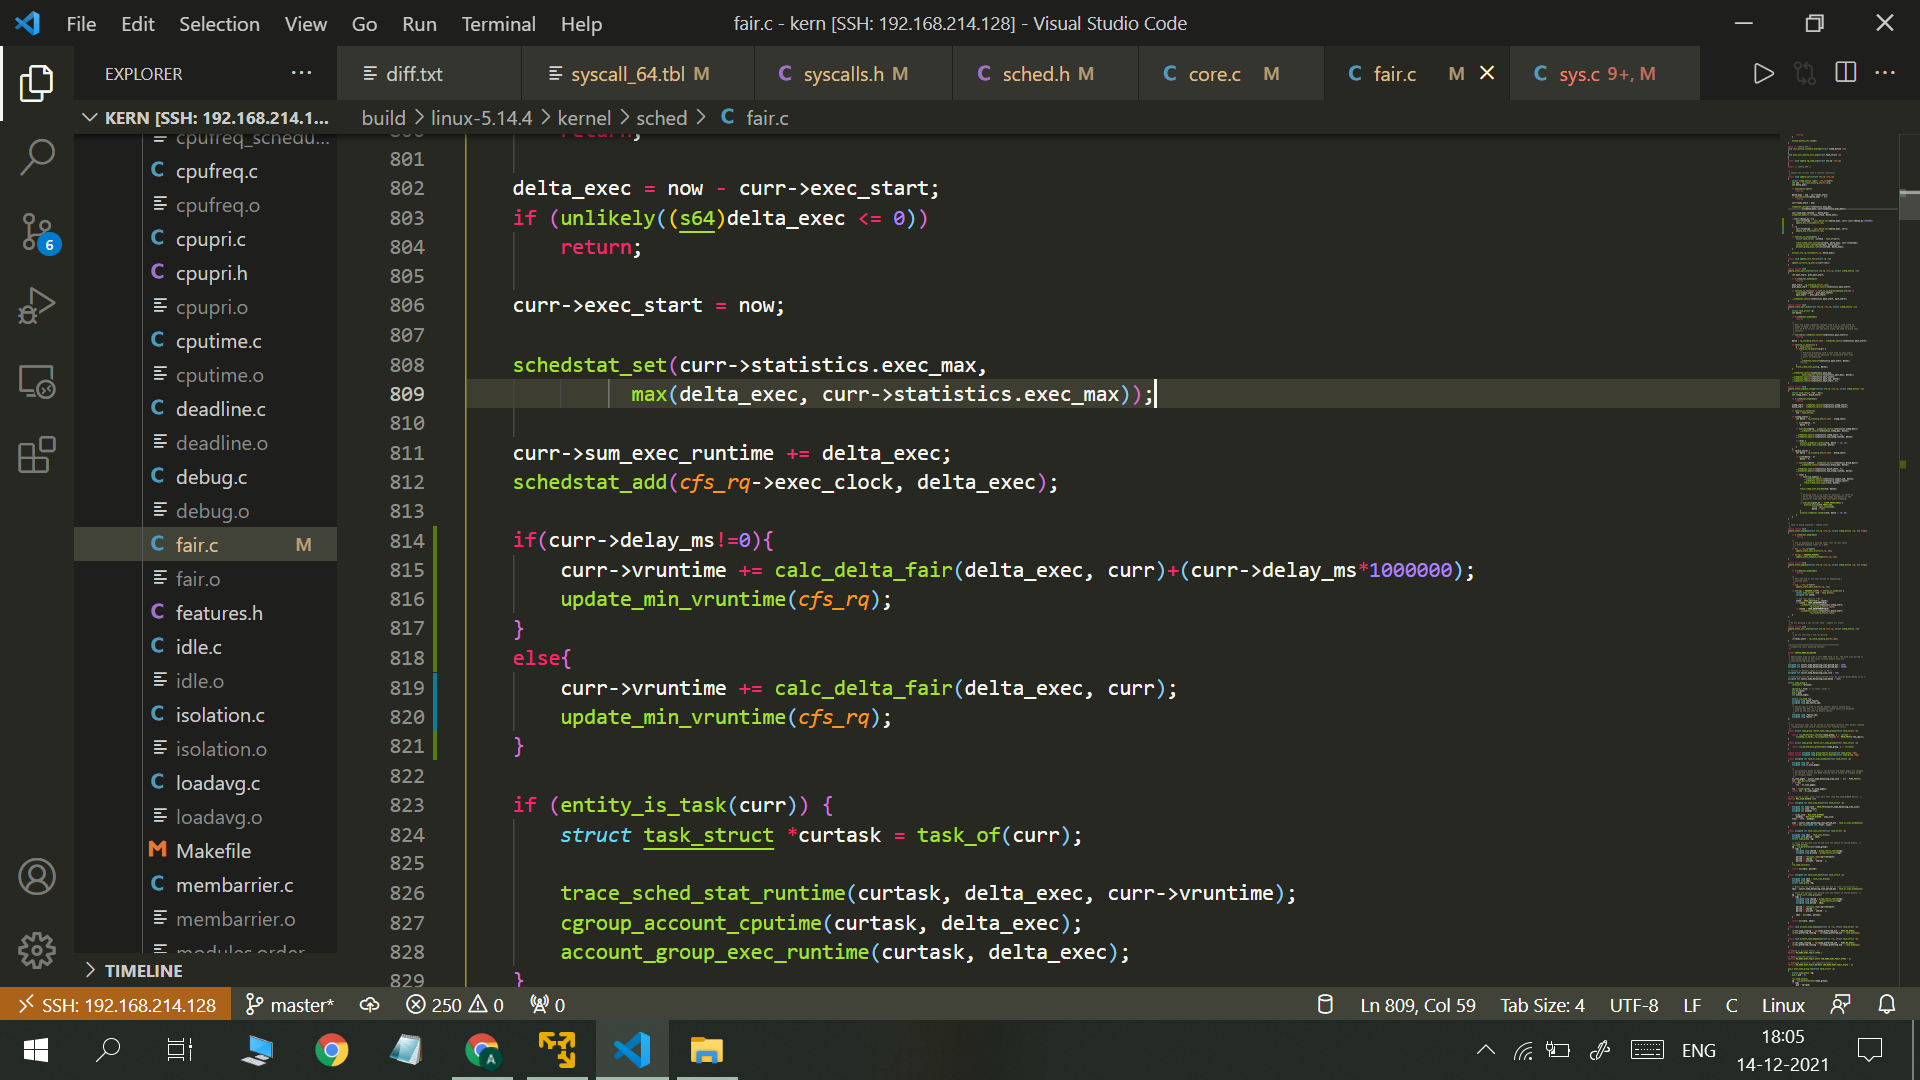 File Edit Selection View Go Run Terminal Help
fair.c - kern [SSH: 192.168.214.128] - Visual Studio Code
EXPLORER ···
diff.txt
syscall_64.tbl M
C syscalls.h M
C sched.h M
C core.c M
C fair.c M
C sys.c 9+, M
KERN [SSH: 192.168.214.1...
build > linux-5.14.4 > kernel > sched > C fair.c
cpufreq_schedu...
C cpufreq.c
cpufreq.o
C cpupri.c
C cpupri.h
cpupri.o
C cputime.c
cputime.o
C deadline.c
deadline.o
C debug.c
debug.o
C fair.c M
fair.o
C features.h
C idle.c
idle.o
C isolation.c
isolation.o
C loadavg.c
loadavg.o
M Makefile
C membarrier.c
membarrier.o
modules.order
TIMELINE
6
800 return;
801
802 delta_exec = now - curr->exec_start;
803 if (unlikely((s64)delta_exec <= 0))
804 return;
805
806 curr->exec_start = now;
807
808 schedstat_set(curr->statistics.exec_max,
809 max(delta_exec, curr->statistics.exec_max));
810
811 curr->sum_exec_runtime += delta_exec;
812 schedstat_add(cfs_rq->exec_clock, delta_exec);
813
814 if(curr->delay_ms!=0){
815 curr->vruntime += calc_delta_fair(delta_exec, curr)+(curr->delay_ms*1000000);
816 update_min_vruntime(cfs_rq);
817 }
818 else{
819 curr->vruntime += calc_delta_fair(delta_exec, curr);
820 update_min_vruntime(cfs_rq);
821 }
822
823 if (entity_is_task(curr)) {
824 struct task_struct *curtask = task_of(curr);
825
826 trace_sched_stat_runtime(curtask, delta_exec, curr->vruntime);
827 cgroup_account_cputime(curtask, delta_exec);
828 account_group_exec_runtime(curtask, delta_exec);
829 }
SSH: 192.168.214.128 master* 250 0 0
Ln 809, Col 59 Tab Size: 4 UTF-8 LF C Linux
A
ENG
18:05
14-12-2021